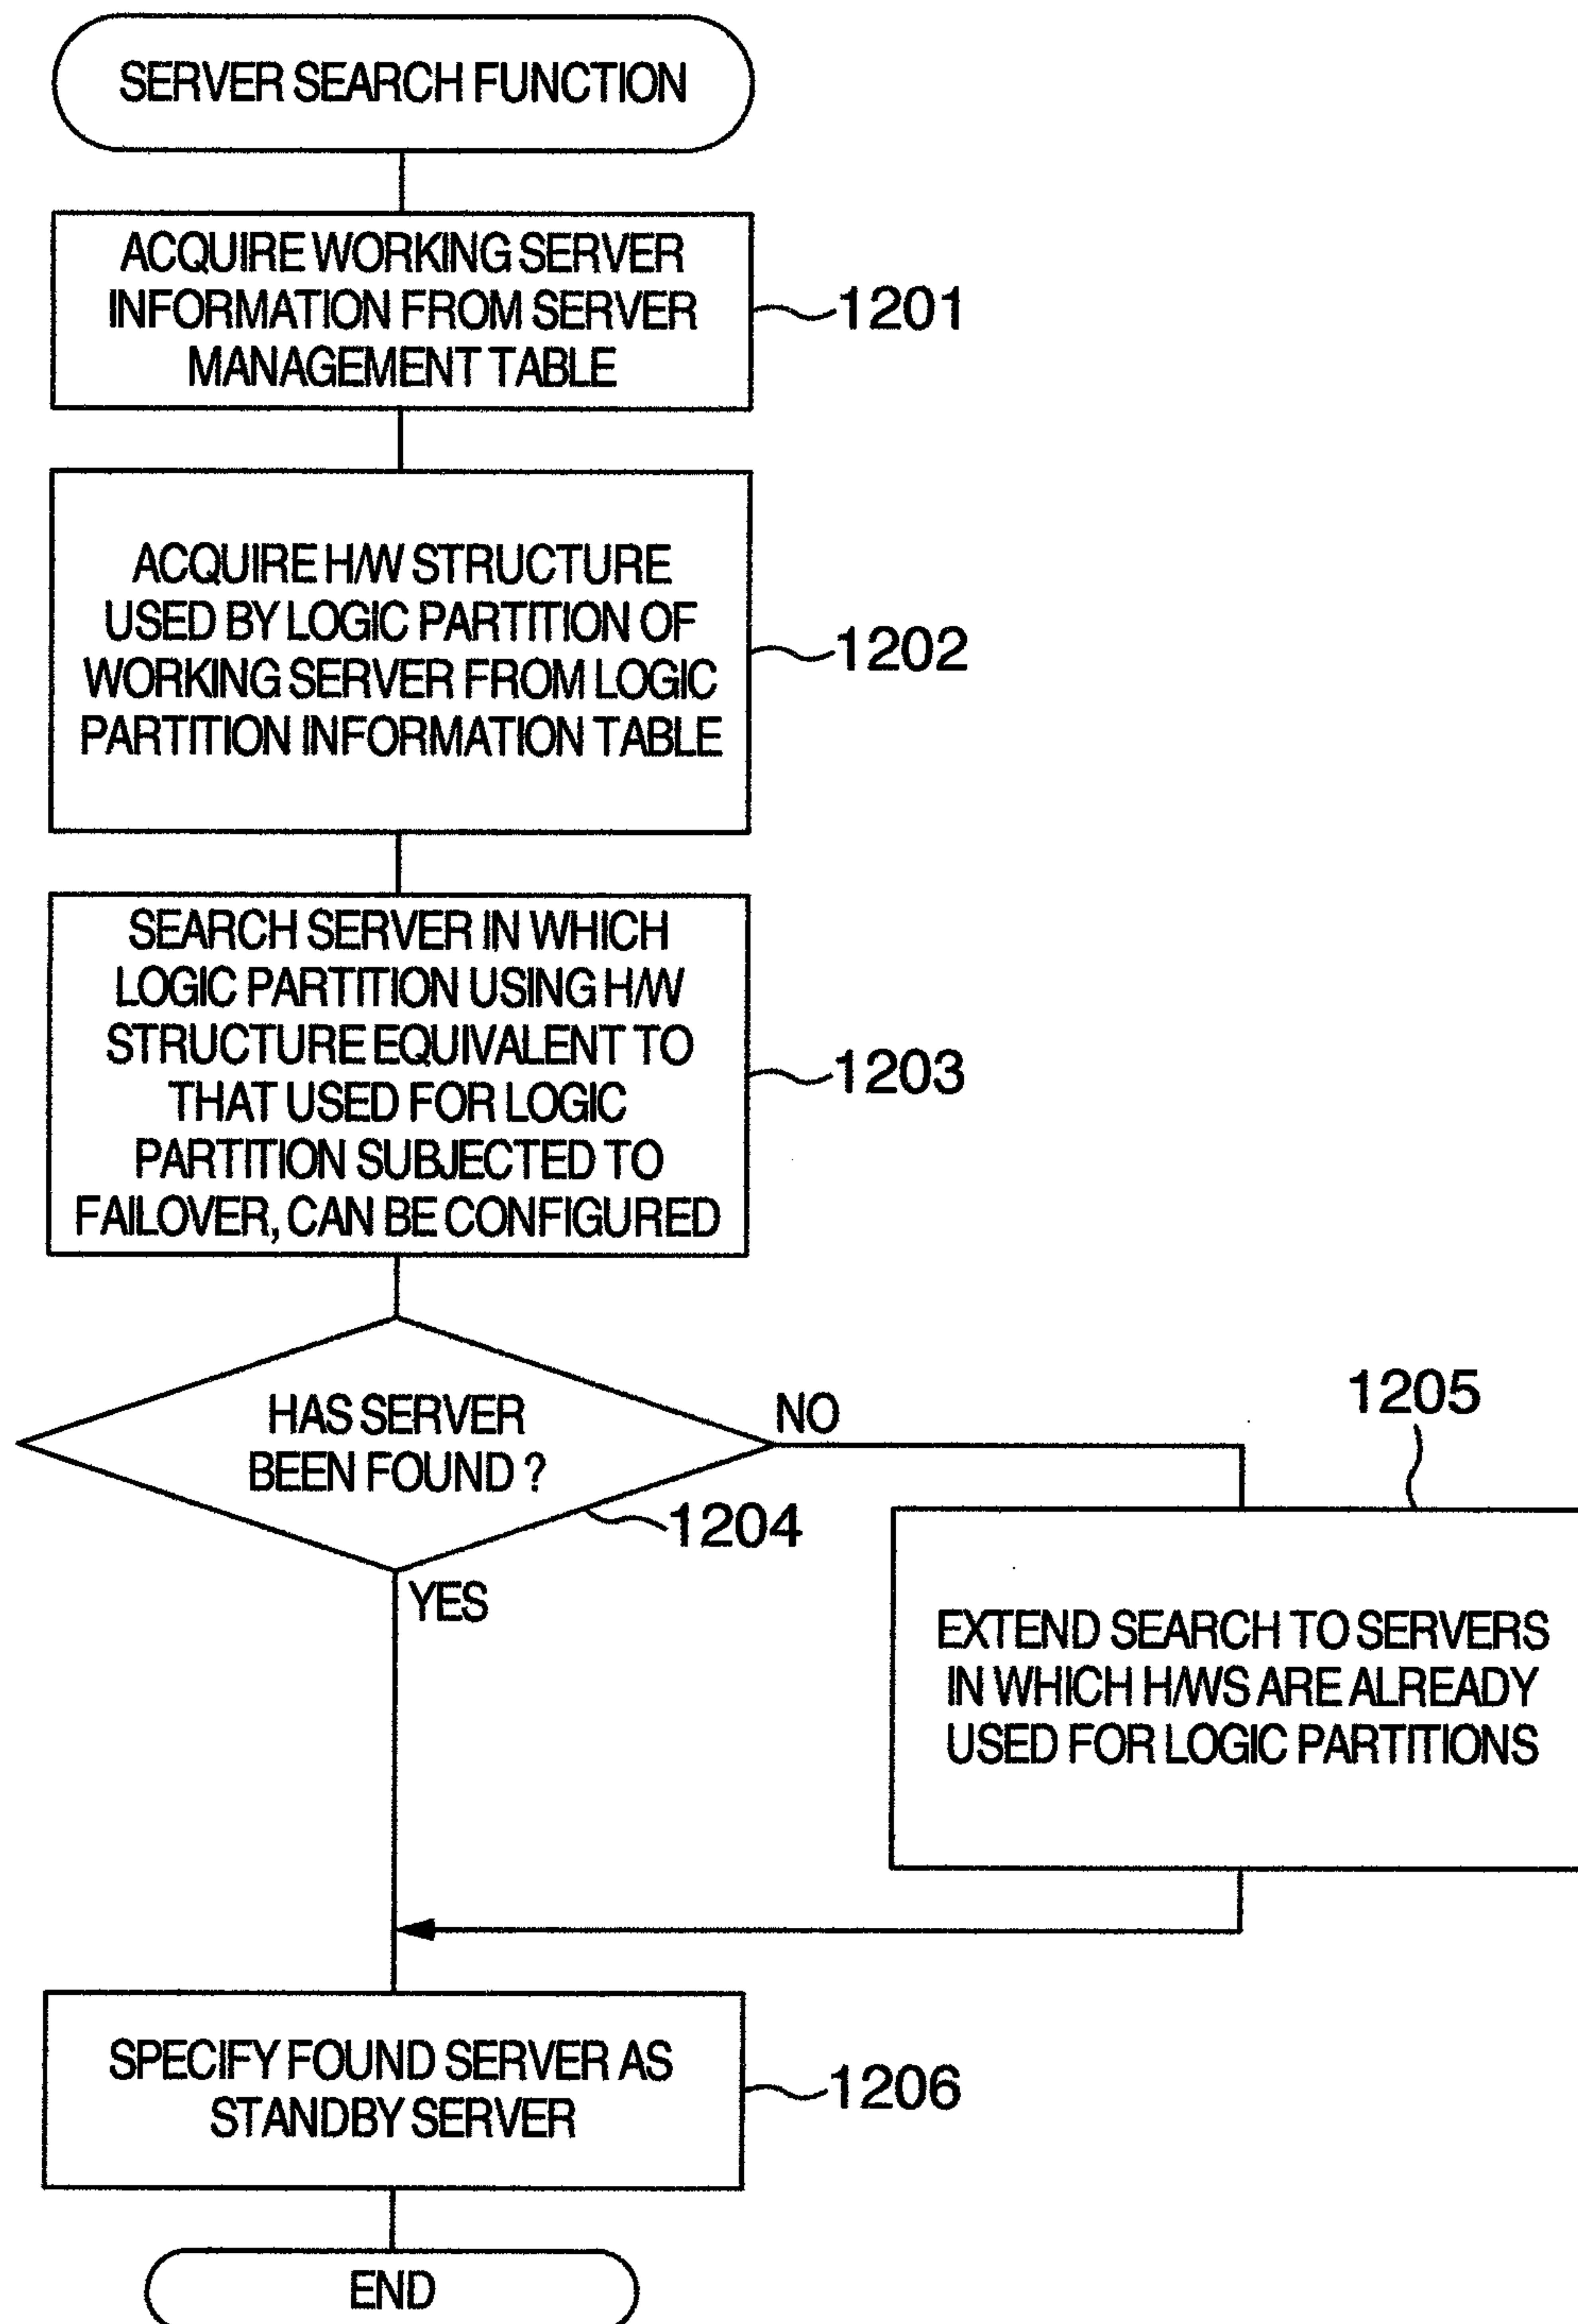 SERVER SEARCH FUNCTION
ACQUIRE WORKING SERVER
INFORMATION FROM SERVER
MANAGEMENT TABLE
1201
ACQUIRE H/W STRUCTURE
USED BY LOGIC PARTITION OF
WORKING SERVER FROM LOGIC
PARTITION INFORMATION TABLE
1202
SEARCH SERVER IN WHICH
LOGIC PARTITION USING H/W
STRUCTURE EQUIVALENT TO
THAT USED FOR LOGIC
PARTITION SUBJECTED TO
FAILOVER, CAN BE CONFIGURED
1203
HAS SERVER
BEEN FOUND ?
1204
NO
YES
1205
EXTEND SEARCH TO SERVERS
IN WHICH H/WS ARE ALREADY
USED FOR LOGIC PARTITIONS
SPECIFY FOUND SERVER AS
STANDBY SERVER
1206
END